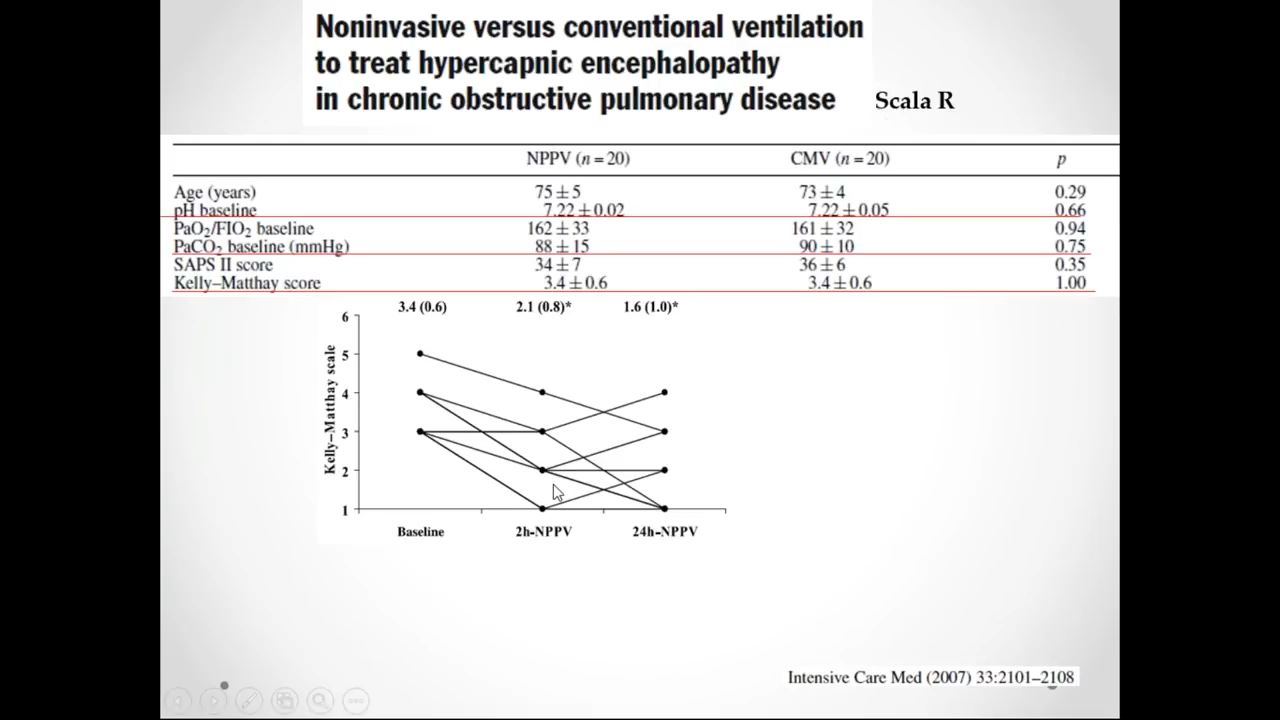 Noninvasive versus conventional ventilation
to treat hypercapnic encephalopathy
in chronic obstructive pulmonary disease Scala R
NPPV (n = 20) CMV (n = 20) p
Age (years) 75 ± 5 73 ± 4 0.29
pH baseline 7.22 ± 0.02 7.22 ± 0.05 0.66
PaO2/FIO2 baseline 162 ± 33 161 ± 32 0.94
PaCO2 baseline (mmHg) 88 ± 15 90 ± 10 0.75
SAPS II score 34 ± 7 36 ± 6 0.35
Kelly–Matthay score 3.4 ± 0.6 3.4 ± 0.6 1.00
3.4 (0.6) 2.1 (0.8)* 1.6 (1.0)*
Kelly–Matthay scale
6
5
4
3
2
1
Baseline 2h-NPPV 24h-NPPV
Intensive Care Med (2007) 33:2101–2108